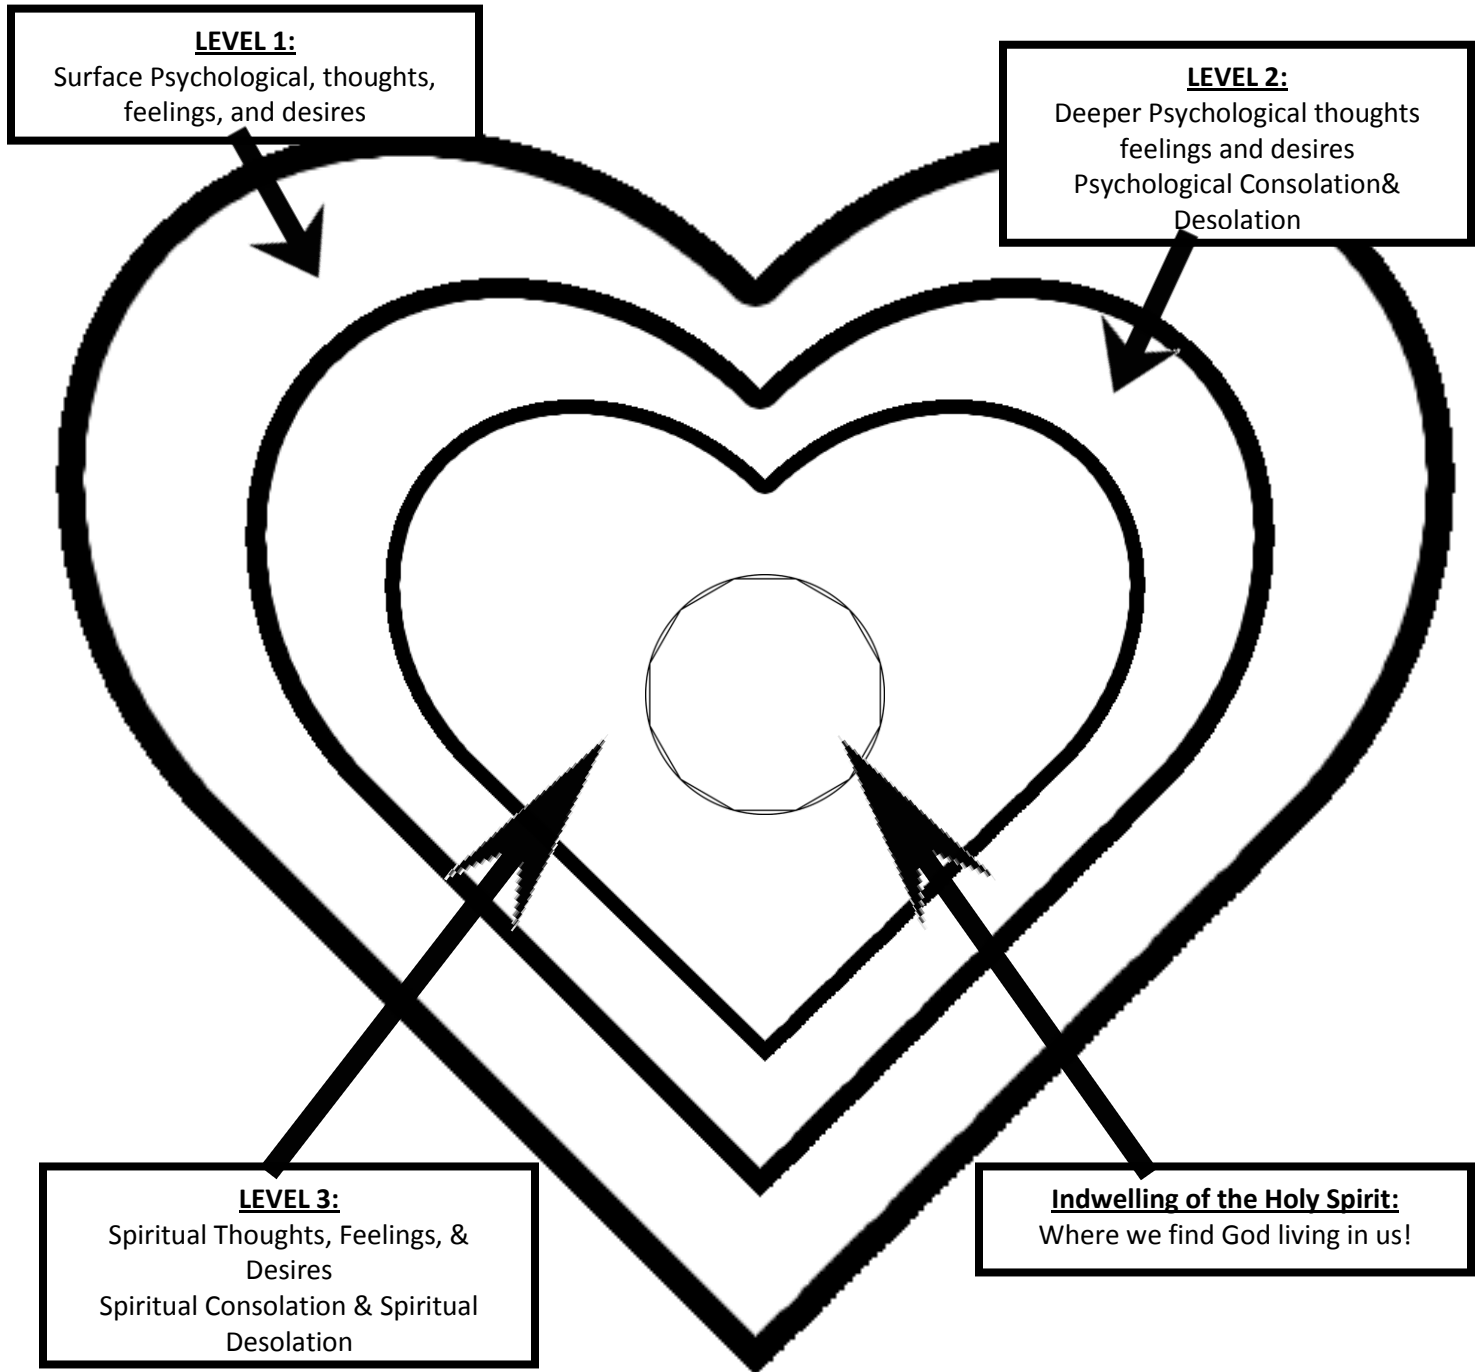 LEVEL 1:
Surface Psychological, thoughts,
feelings, and desires
LEVEL 2:
Deeper Psychological thoughts
feelings and desires
Psychological Consolation&
Desolation
LEVEL 3:
Spiritual Thoughts, Feelings, &
Desires
Spiritual Consolation & Spiritual
Desolation
Indwelling of the Holy Spirit:
Where we find God living in us!